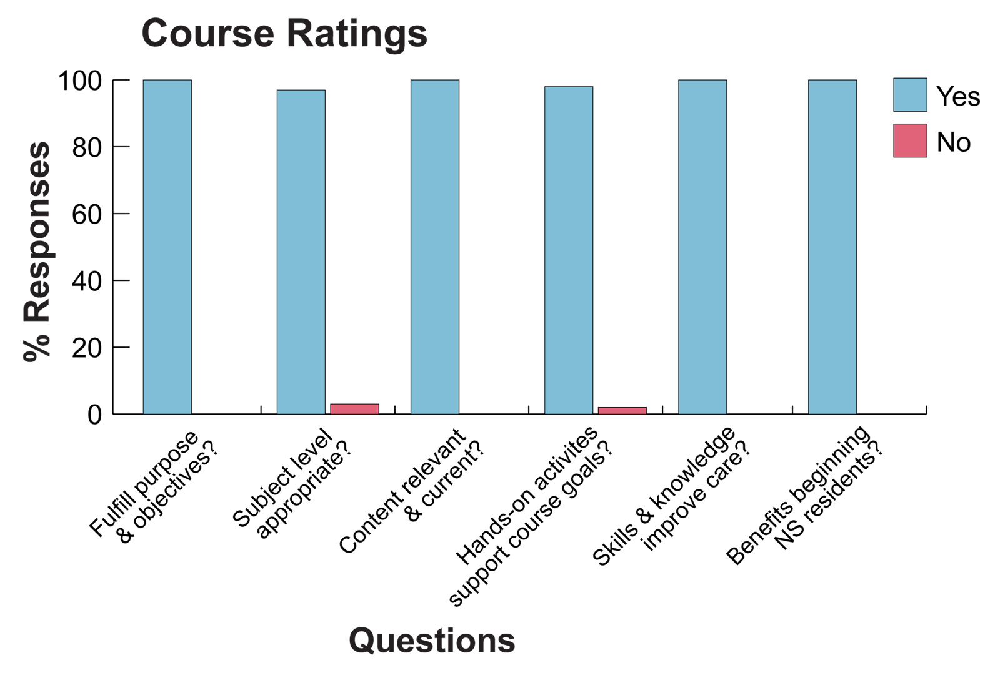 Course Ratings
100
80
60
40
20
0
% Responses
Yes
No
Fulfill purpose
& objectives?
Subject level
appropriate?
Content relevant
& current?
Hands-on activites
support course goals?
Skills & knowledge
improve care?
Benefits beginning
NS residents?
Questions